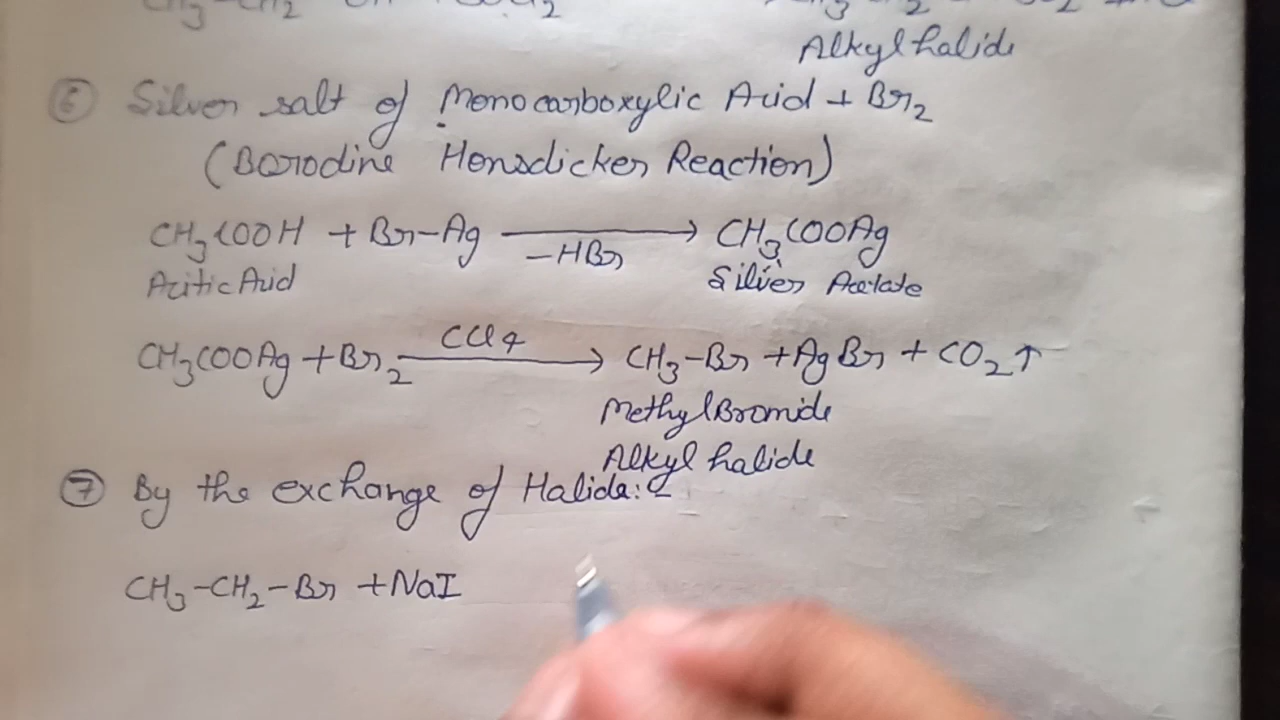 Alkyl halide
⑥ Silver salt of Monocarboxylic Acid + Br2
(Borodine Hunsdicker Reaction)
CH3COOH + Br-Ag → CH3COOAg
-HBr
Acitic Acid Silver Acetate
CCl4
CH3COOAg + Br2 → CH3-Br + AgBr + CO2↑
Methyl Bromide
Alkyl halide
⑦ By the exchange of Halide:-
CH3-CH2-Br + NaI